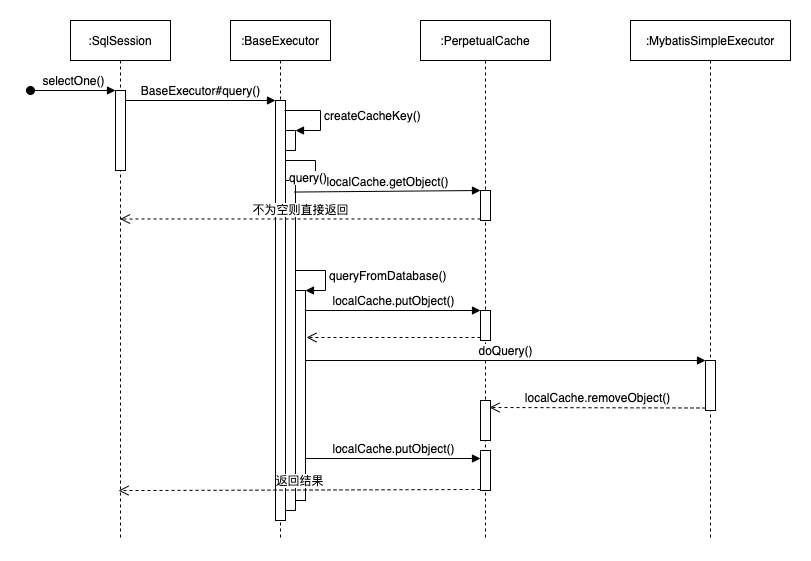 :SqlSession
:BaseExecutor
:PerpetualCache
:MybatisSimpleExecutor
selectOne()
BaseExecutor#query()
createCacheKey()
query()
localCache.getObject()
不为空则直接返回
queryFromDatabase()
localCache.putObject()
doQuery()
localCache.removeObject()
localCache.putObject()
返回结果